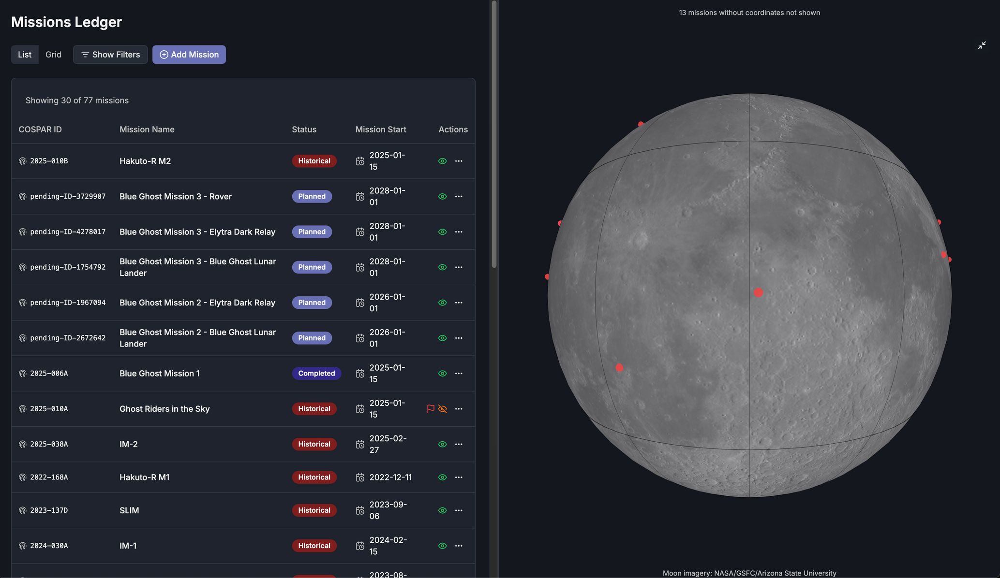 Missions Ledger
List Grid Show Filters Add Mission
Showing 30 of 77 missions
COSPAR ID Mission Name Status Mission Start Actions
2025-010B Hakuto-R M2 Historical 2025-01-
15
pending-ID-3729907 Blue Ghost Mission 3 - Rover Planned 2028-01-
01
pending-ID-4278017 Blue Ghost Mission 3 - Elytra Dark Relay Planned 2028-01-
01
pending-ID-1754792 Blue Ghost Mission 3 - Blue Ghost Lunar
Lander Planned 2028-01-
01
pending-ID-1967094 Blue Ghost Mission 2 - Elytra Dark Relay Planned 2026-01-
01
pending-ID-2672642 Blue Ghost Mission 2 - Blue Ghost Lunar
Lander Planned 2026-01-
01
2025-006A Blue Ghost Mission 1 Completed 2025-01-
15
2025-010A Ghost Riders in the Sky Historical 2025-01-
15
2025-038A IM-2 Historical 2025-02-
27
2022-168A Hakuto-R M1 Historical 2022-12-11
2023-137D SLIM Historical 2023-09-
06
2024-030A IM-1 Historical 2024-02-
15
2023-08-
13 missions without coordinates not shown
Moon imagery: NASA/GSFC/Arizona State University